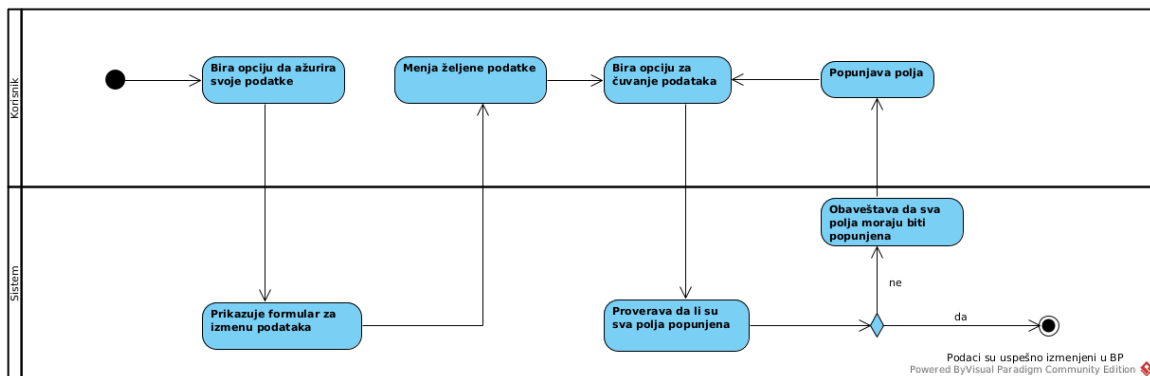 Korisnik
Bira opciju da ažurira
svoje podatke
Menja željene podatke
Bira opciju za
čuvanje podataka
Popunjava polja
Sistem
Obaveštava da sva
polja moraju biti
popunjena
ne
Prikazuje formular za
izmenu podataka
Proverava da li su
sva polja popunjena
da
Podaci su uspešno izmenjeni u BP
Powered ByVisual Paradigm Community Edition